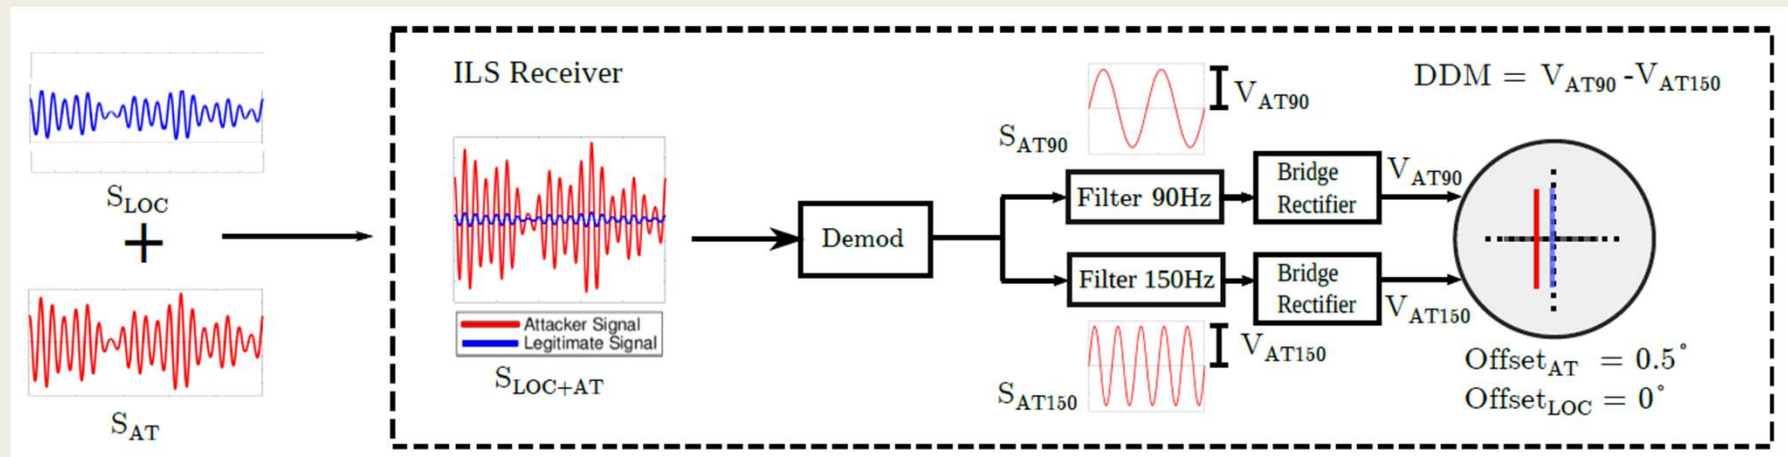 S_LOC
+
S_AT
ILS Receiver
Attacker Signal
Legitimate Signal
S_LOC+AT
Demod
S_AT90
V_AT90
Filter 90Hz
Bridge
Rectifier
V_AT90
Filter 150Hz
Bridge
Rectifier
V_AT150
S_AT150
V_AT150
DDM = V_AT90 -V_AT150
Offset_AT = 0.5°
Offset_LOC = 0°